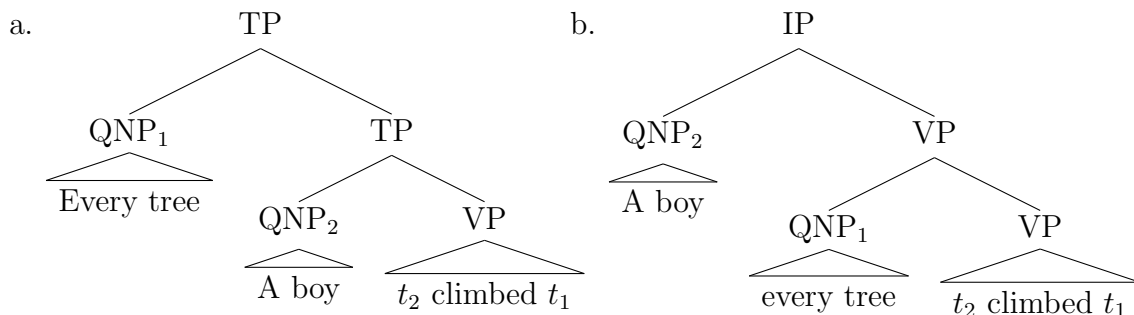 a. TP b. IP
QNP₁ TP QNP₂ VP
Every tree A boy
QNP₂ VP QNP₁ VP
A boy t₂ climbed t₁ every tree t₂ climbed t₁